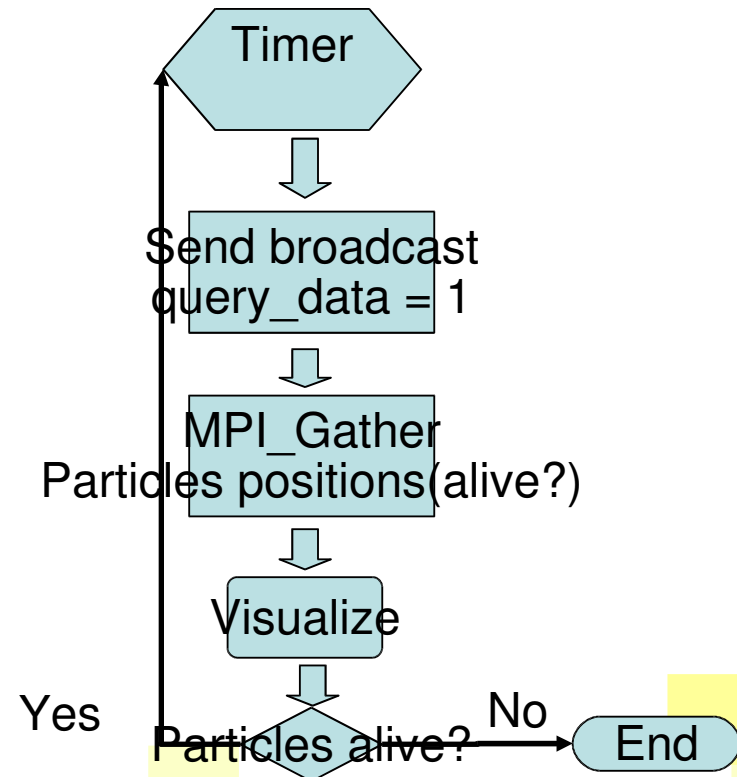 Timer
Send broadcast
query_data = 1
MPI_Gather
Particles positions(alive?)
Visualize
Yes
Particles alive?
No
End